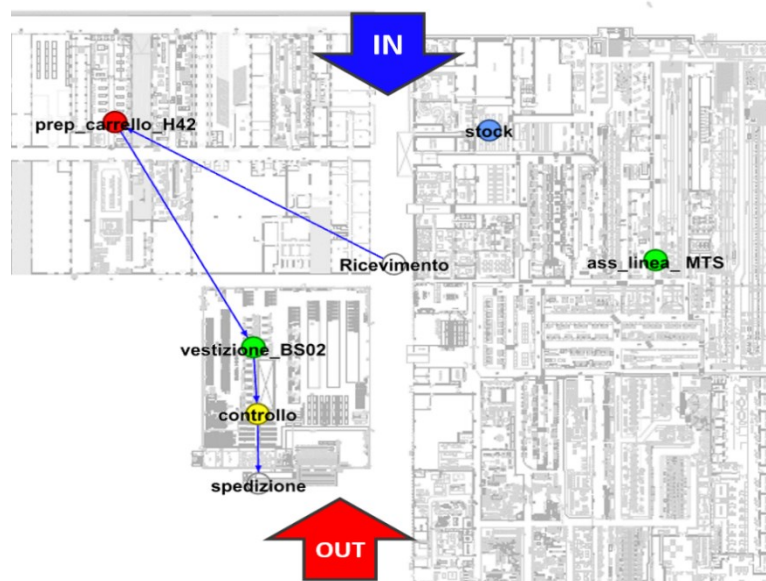 IN
prep_carrello_H42
stock
Ricevimento
ass_linea_ MTS
vestizione_BS02
controllo
spedizione
OUT